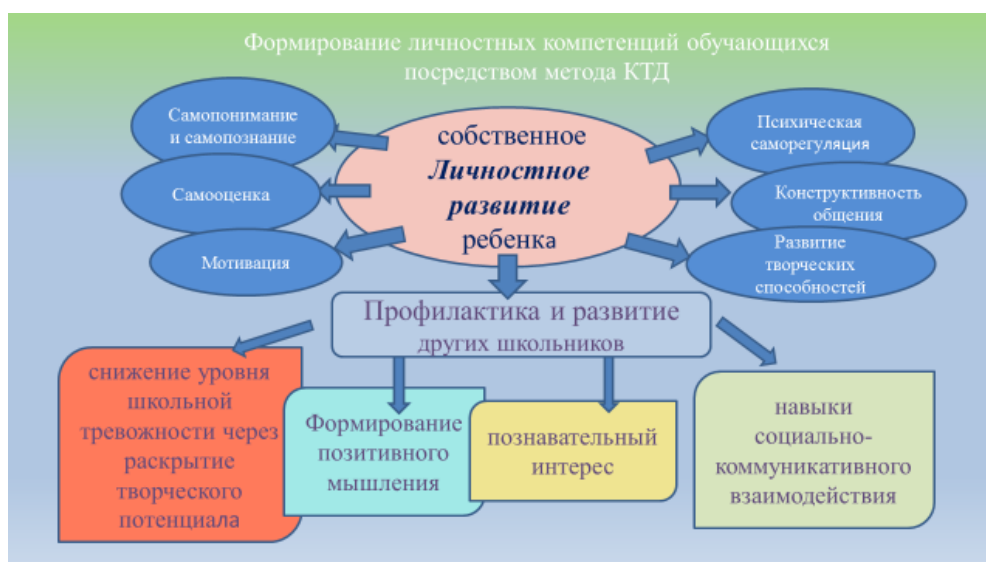 Формирование личностных компетенций обучающихся
посредством метода КТД
Самопонимание
и самопознание
Самооценка
Мотивация
собственное
Личностное
развитие
ребенка
Психическая
саморегуляция
Конструктивность
общения
Развитие
творческих
способностей
Профилактика и развитие
других школьников
снижение уровня
школьной
тревожности через
раскрытие
творческого
потенциала
Формирование
позитивного
мышления
познавательный
интерес
навыки
социально-
коммуникативного
взаимодействия